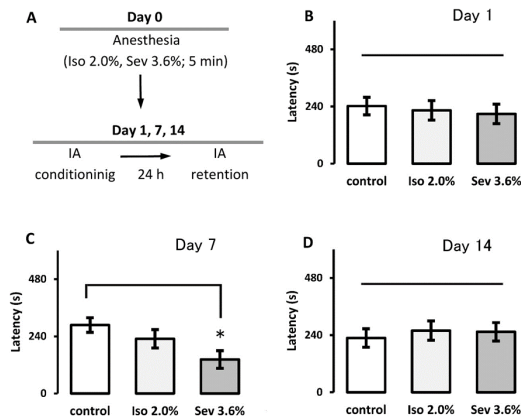 A
Day 0
Anesthesia
(Iso 2.0%, Sev 3.6%; 5 min)
Day 1, 7, 14
IA
conditioninig
24 h
IA
retention
B
Day 1
Latency (s)
480
240
0
control
Iso 2.0%
Sev 3.6%
C
Day 7
Latency (s)
480
240
0
*
control
Iso 2.0%
Sev 3.6%
D
Day 14
Latency (s)
480
240
0
control
Iso 2.0%
Sev 3.6%